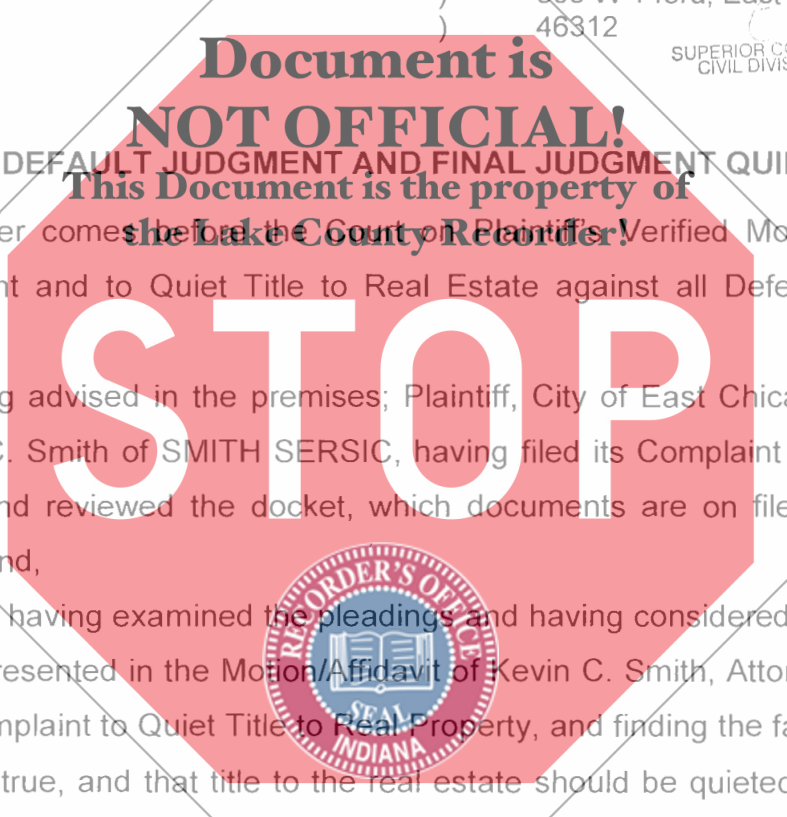 )
)
46312
SUPERIOR CO
CIVIL DIVIS
Document is
NOT OFFICIAL!
DEFAULT JUDGMENT AND FINAL JUDGMENT QUI
This Document is the property of
the Lake County Recorder!
er comes before the Court on Plaintiff's Verified Mo
nt and to Quiet Title to Real Estate against all Defe
STOP
g advised in the premises; Plaintiff, City of East Chica
C. Smith of SMITH SERSIC, having filed its Complaint
nd reviewed the docket, which documents are on file
nd,
having examined the pleadings and having considered
resented in the Motion/Affidavit of Kevin C. Smith, Attor
mplaint to Quiet Title to Real Property, and finding the fa
true, and that title to the real estate should be quieted
RECORDER'S OFFICE
SEAL
INDIANA